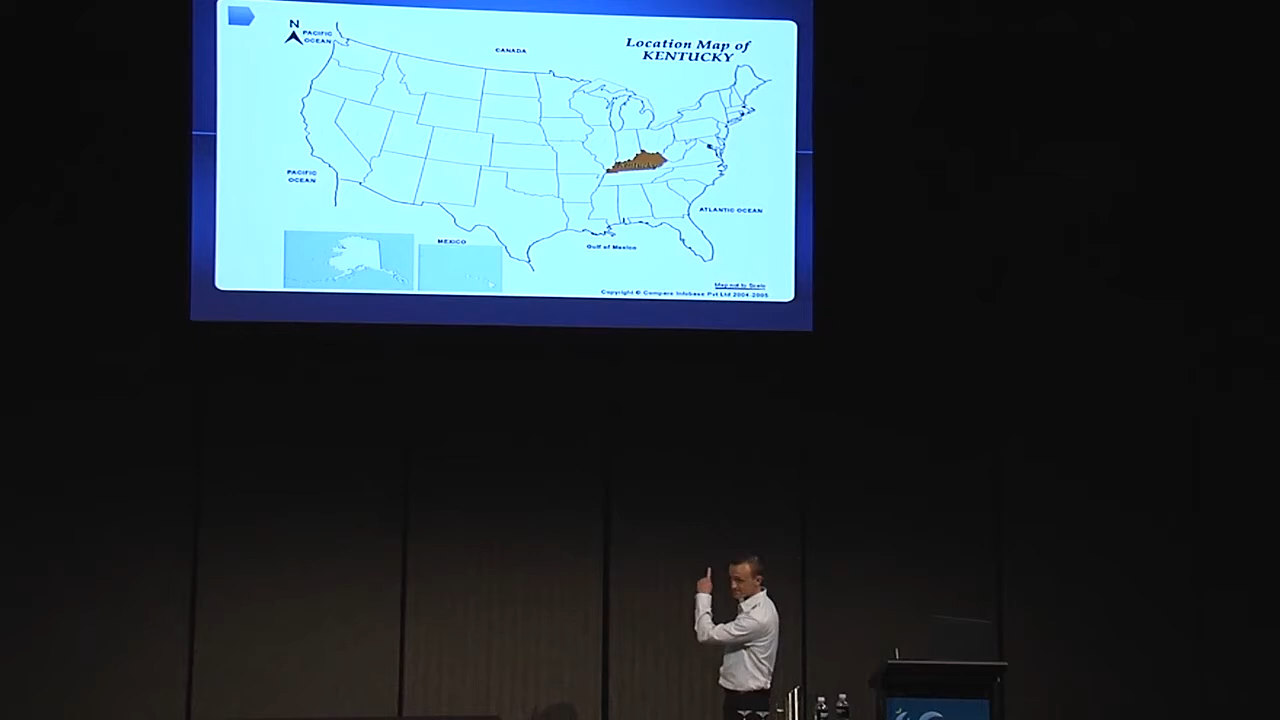 N
PACIFIC
OCEAN
CANADA
Location Map of
KENTUCKY
PACIFIC
OCEAN
ATLANTIC OCEAN
MEXICO
Gulf of Mexico
Map not to Scale
Copyright © Compare Infobase Pvt Ltd 2004-2005